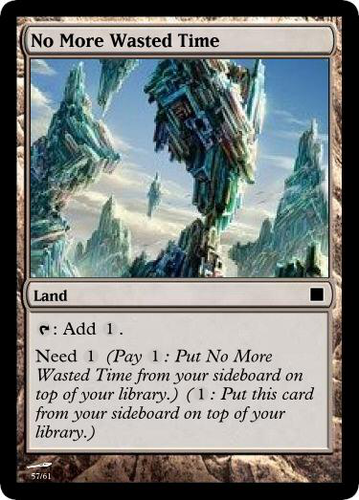 No More Wasted Time
Land
: Add 1 .
Need 1 (Pay 1 : Put No More
Wasted Time from your sideboard on
top of your library.) ( 1 : Put this card
from your sideboard on top of your
library.)
57/61